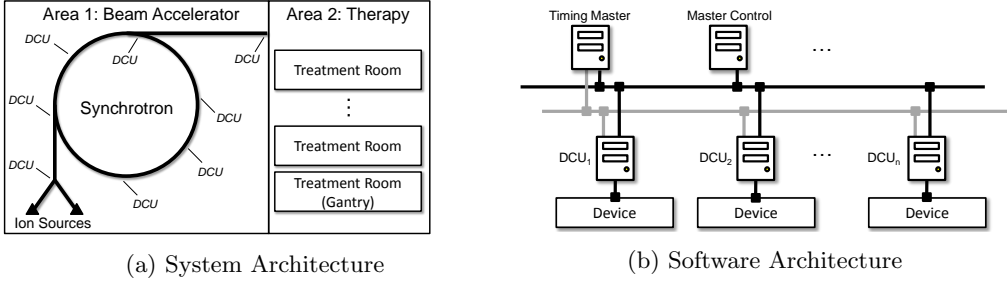 Area 1: Beam Accelerator
Area 2: Therapy
DCU
DCU
DCU
DCU
Treatment Room
DCU
Synchrotron
DCU
⋮
DCU
Treatment Room
DCU
DCU
Treatment Room
(Gantry)
Ion Sources
(a) System Architecture
Timing Master
Master Control
...
DCU1
DCU2
...
DCUn
Device
Device
Device
(b) Software Architecture